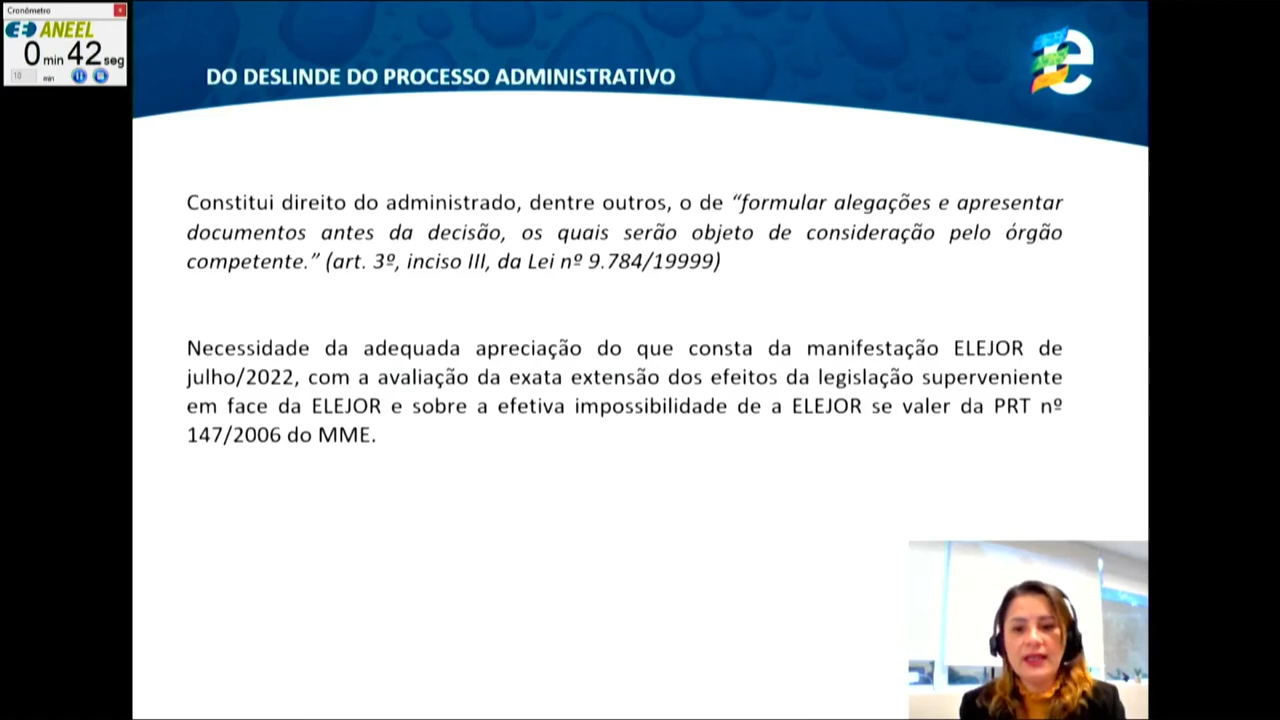 Cronômetro
ANEEL
0 min 42 seg
10 min
DO DESLINDE DO PROCESSO ADMINISTRATIVO
e
Constitui direito do administrado, dentre outros, o de “formular alegações e apresentar
documentos antes da decisão, os quais serão objeto de consideração pelo órgão
competente.” (art. 3º, inciso III, da Lei nº 9.784/19999)
Necessidade da adequada apreciação do que consta da manifestação ELEJOR de
julho/2022, com a avaliação da exata extensão dos efeitos da legislação superveniente
em face da ELEJOR e sobre a efetiva impossibilidade de a ELEJOR se valer da PRT nº
147/2006 do MME.